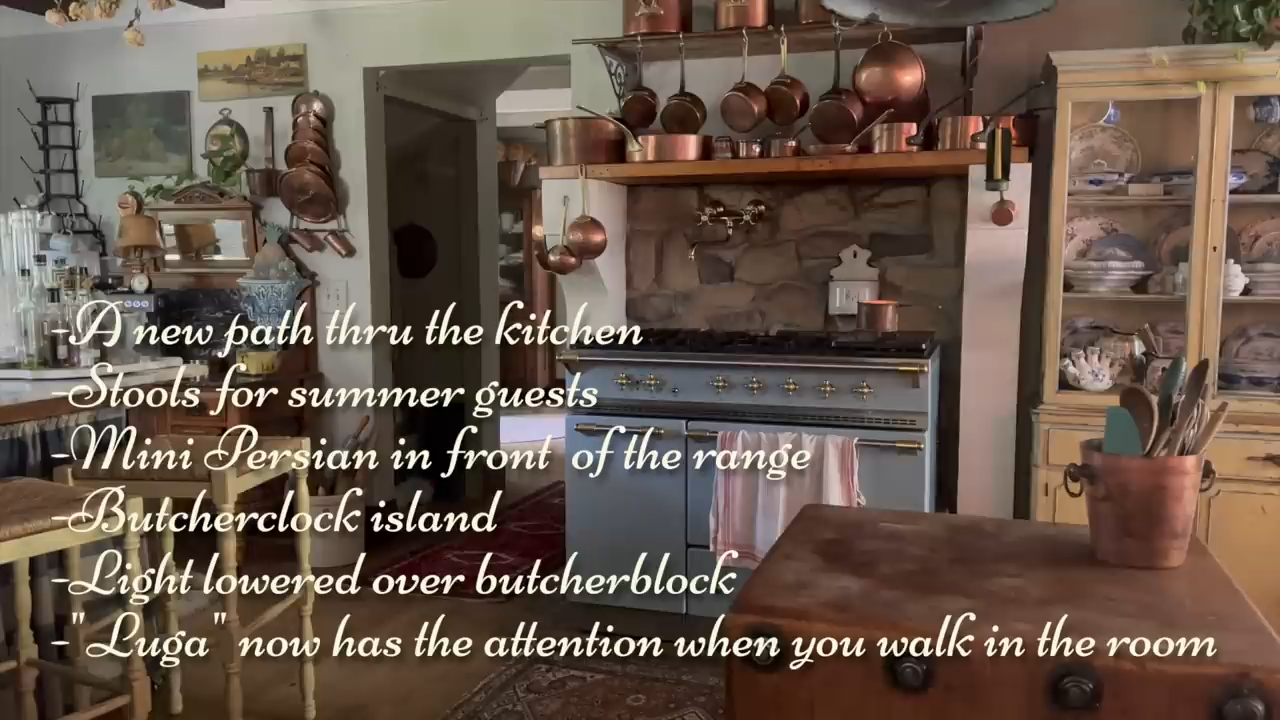 -A new path thru the kitchen
-Stools for summer guests
-Mini Persian in front of the range
-Butcherclock island
-Light lowered over butcherblock
-"Luga" now has the attention when you walk in the room